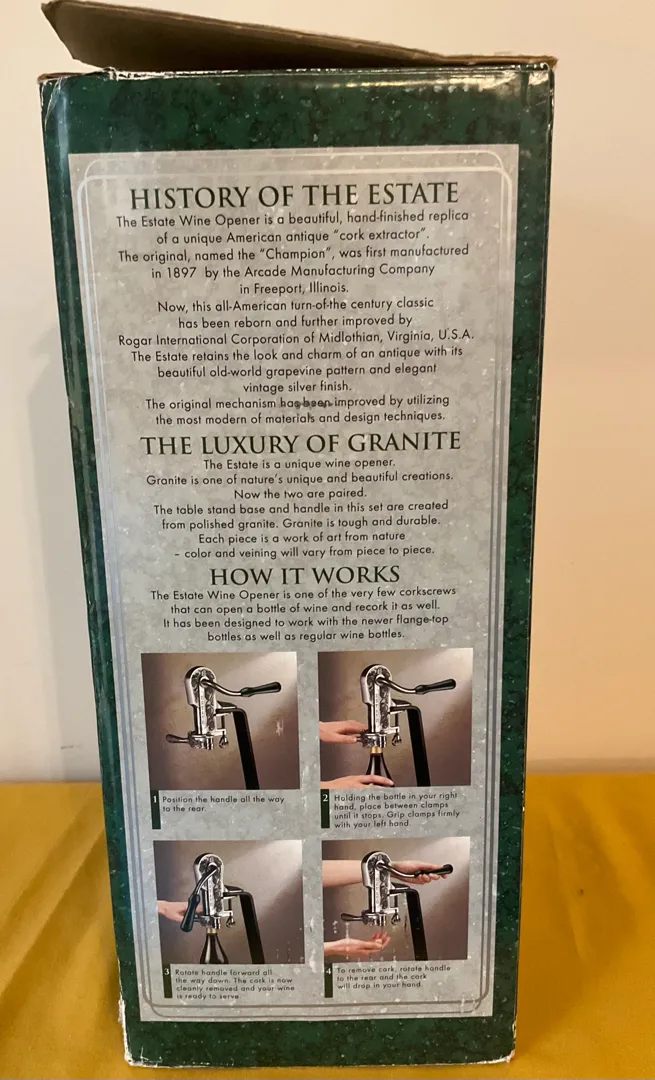 HISTORY OF THE ESTATE
The Estate Wine Opener is a beautiful, hand-finished replica
of a unique American antique "cork extractor".
The original, named the "Champion", was first manufactured
in 1897 by the Arcade Manufacturing Company
in Freeport, Illinois.
Now, this all-American turn-of-the century classic
has been reborn and further improved by
Rogar International Corporation of Midlothian, Virginia, U.S.A.
The Estate retains the look and charm of an antique with its
beautiful old-world grapevine pattern and elegant
vintage silver finish.
The original mechanism has been improved by utilizing
the most modern of materials and design techniques.
THE LUXURY OF GRANITE
The Estate is a unique wine opener.
Granite is one of nature's unique and beautiful creations.
Now the two are paired.
The table stand base and handle in this set are created
from polished granite. Granite is tough and durable.
Each piece is a work of art from nature
– color and veining will vary from piece to piece.
HOW IT WORKS
The Estate Wine Opener is one of the very few corkscrews
that can open a bottle of wine and recork it as well.
It has been designed to work with the newer flange-top
bottles as well as regular wine bottles.
1 Position the handle all the way
to the rear.
2 Holding the bottle in your right
hand, place between clamps
until it stops. Grip clamps firmly
with your left hand.
3 Rotate handle forward all
the way down. The cork is now
cleanly removed and your wine
is ready to serve
4 To remove cork, rotate handle
to the rear and the cork
will drop in your hand.